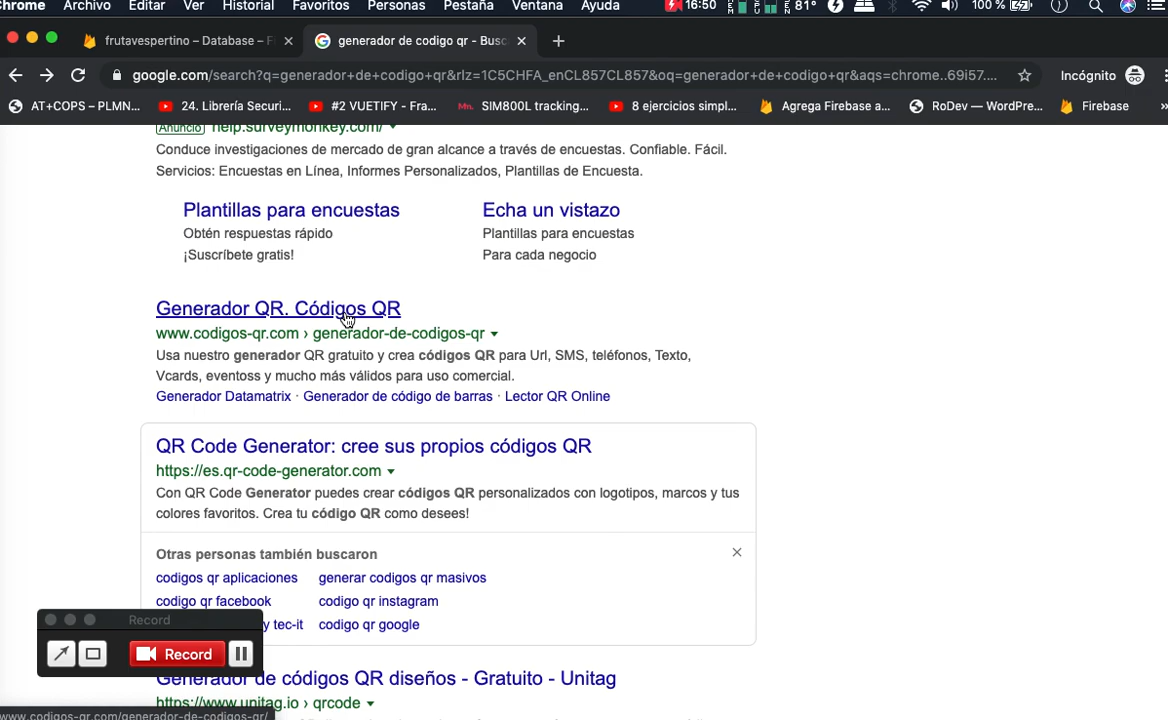 Chrome Archivo Editar Ver Historial Favoritos Personas Pestaña Ventana Ayuda 16:50 81° 100 %
frutavespertino – Database – F generador de codigo qr - Busc
google.com/search?q=generador+de+codigo+qr&rlz=1C5CHFA_enCL857CL857&oq=generador+de+codigo+qr&aqs=chrome..69i57.... Incógnito
AT+COPS – PLMN... 24. Librería Securi... #2 VUETIFY - Fra... Mn. SIM800L tracking... 8 ejercicios simpl... Agrega Firebase a... RoDev — WordPre... Firebase »
Anuncio help.surveymonkey.com/
Conduce investigaciones de mercado de gran alcance a través de encuestas. Confiable. Fácil.
Servicios: Encuestas en Línea, Informes Personalizados, Plantillas de Encuesta.
Plantillas para encuestas Echa un vistazo
Obtén respuestas rápido Plantillas para encuestas
¡Suscríbete gratis! Para cada negocio
Generador QR. Códigos QR
www.codigos-qr.com › generador-de-codigos-qr
Usa nuestro generador QR gratuito y crea códigos QR para Url, SMS, teléfonos, Texto,
Vcards, eventoss y mucho más válidos para uso comercial.
Generador Datamatrix · Generador de código de barras · Lector QR Online
QR Code Generator: cree sus propios códigos QR
https://es.qr-code-generator.com
Con QR Code Generator puedes crear códigos QR personalizados con logotipos, marcos y tus
colores favoritos. Crea tu código QR como desees!
Otras personas también buscaron
codigos qr aplicaciones generar codigos qr masivos
codigo qr facebook codigo qr instagram
y tec-it codigo qr google
Record
Record
Generador de códigos QR diseños - Gratuito - Unitag
https://www.unitag.io › qrcode
www.codigos-qr.com/generador-de-codigos-qr/